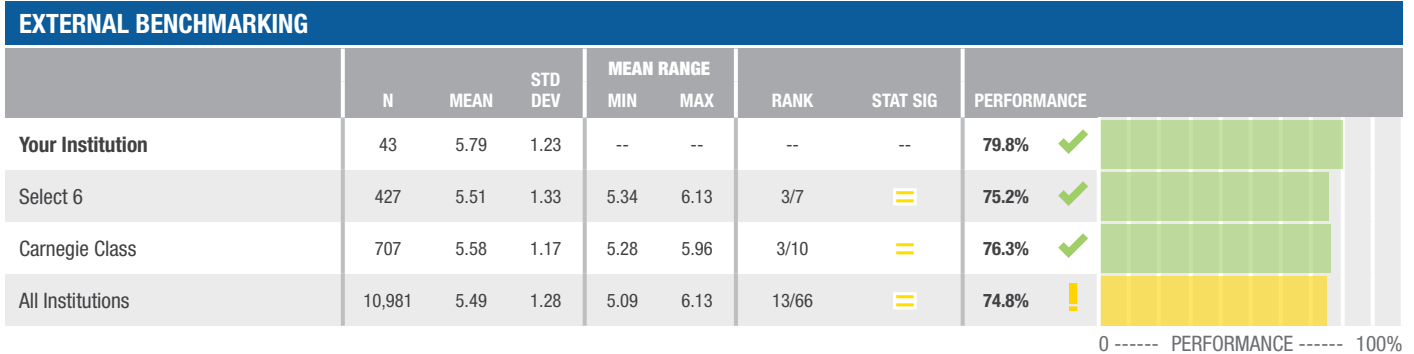 EXTERNAL BENCHMARKING
N MEAN STD DEV MEAN RANGE MIN MAX RANK STAT SIG PERFORMANCE
Your Institution 43 5.79 1.23 -- -- -- -- 79.8%
Select 6 427 5.51 1.33 5.34 6.13 3/7 = 75.2%
Carnegie Class 707 5.58 1.17 5.28 5.96 3/10 = 76.3%
All Institutions 10,981 5.49 1.28 5.09 6.13 13/66 = 74.8% !
0 ------ PERFORMANCE ------ 100%